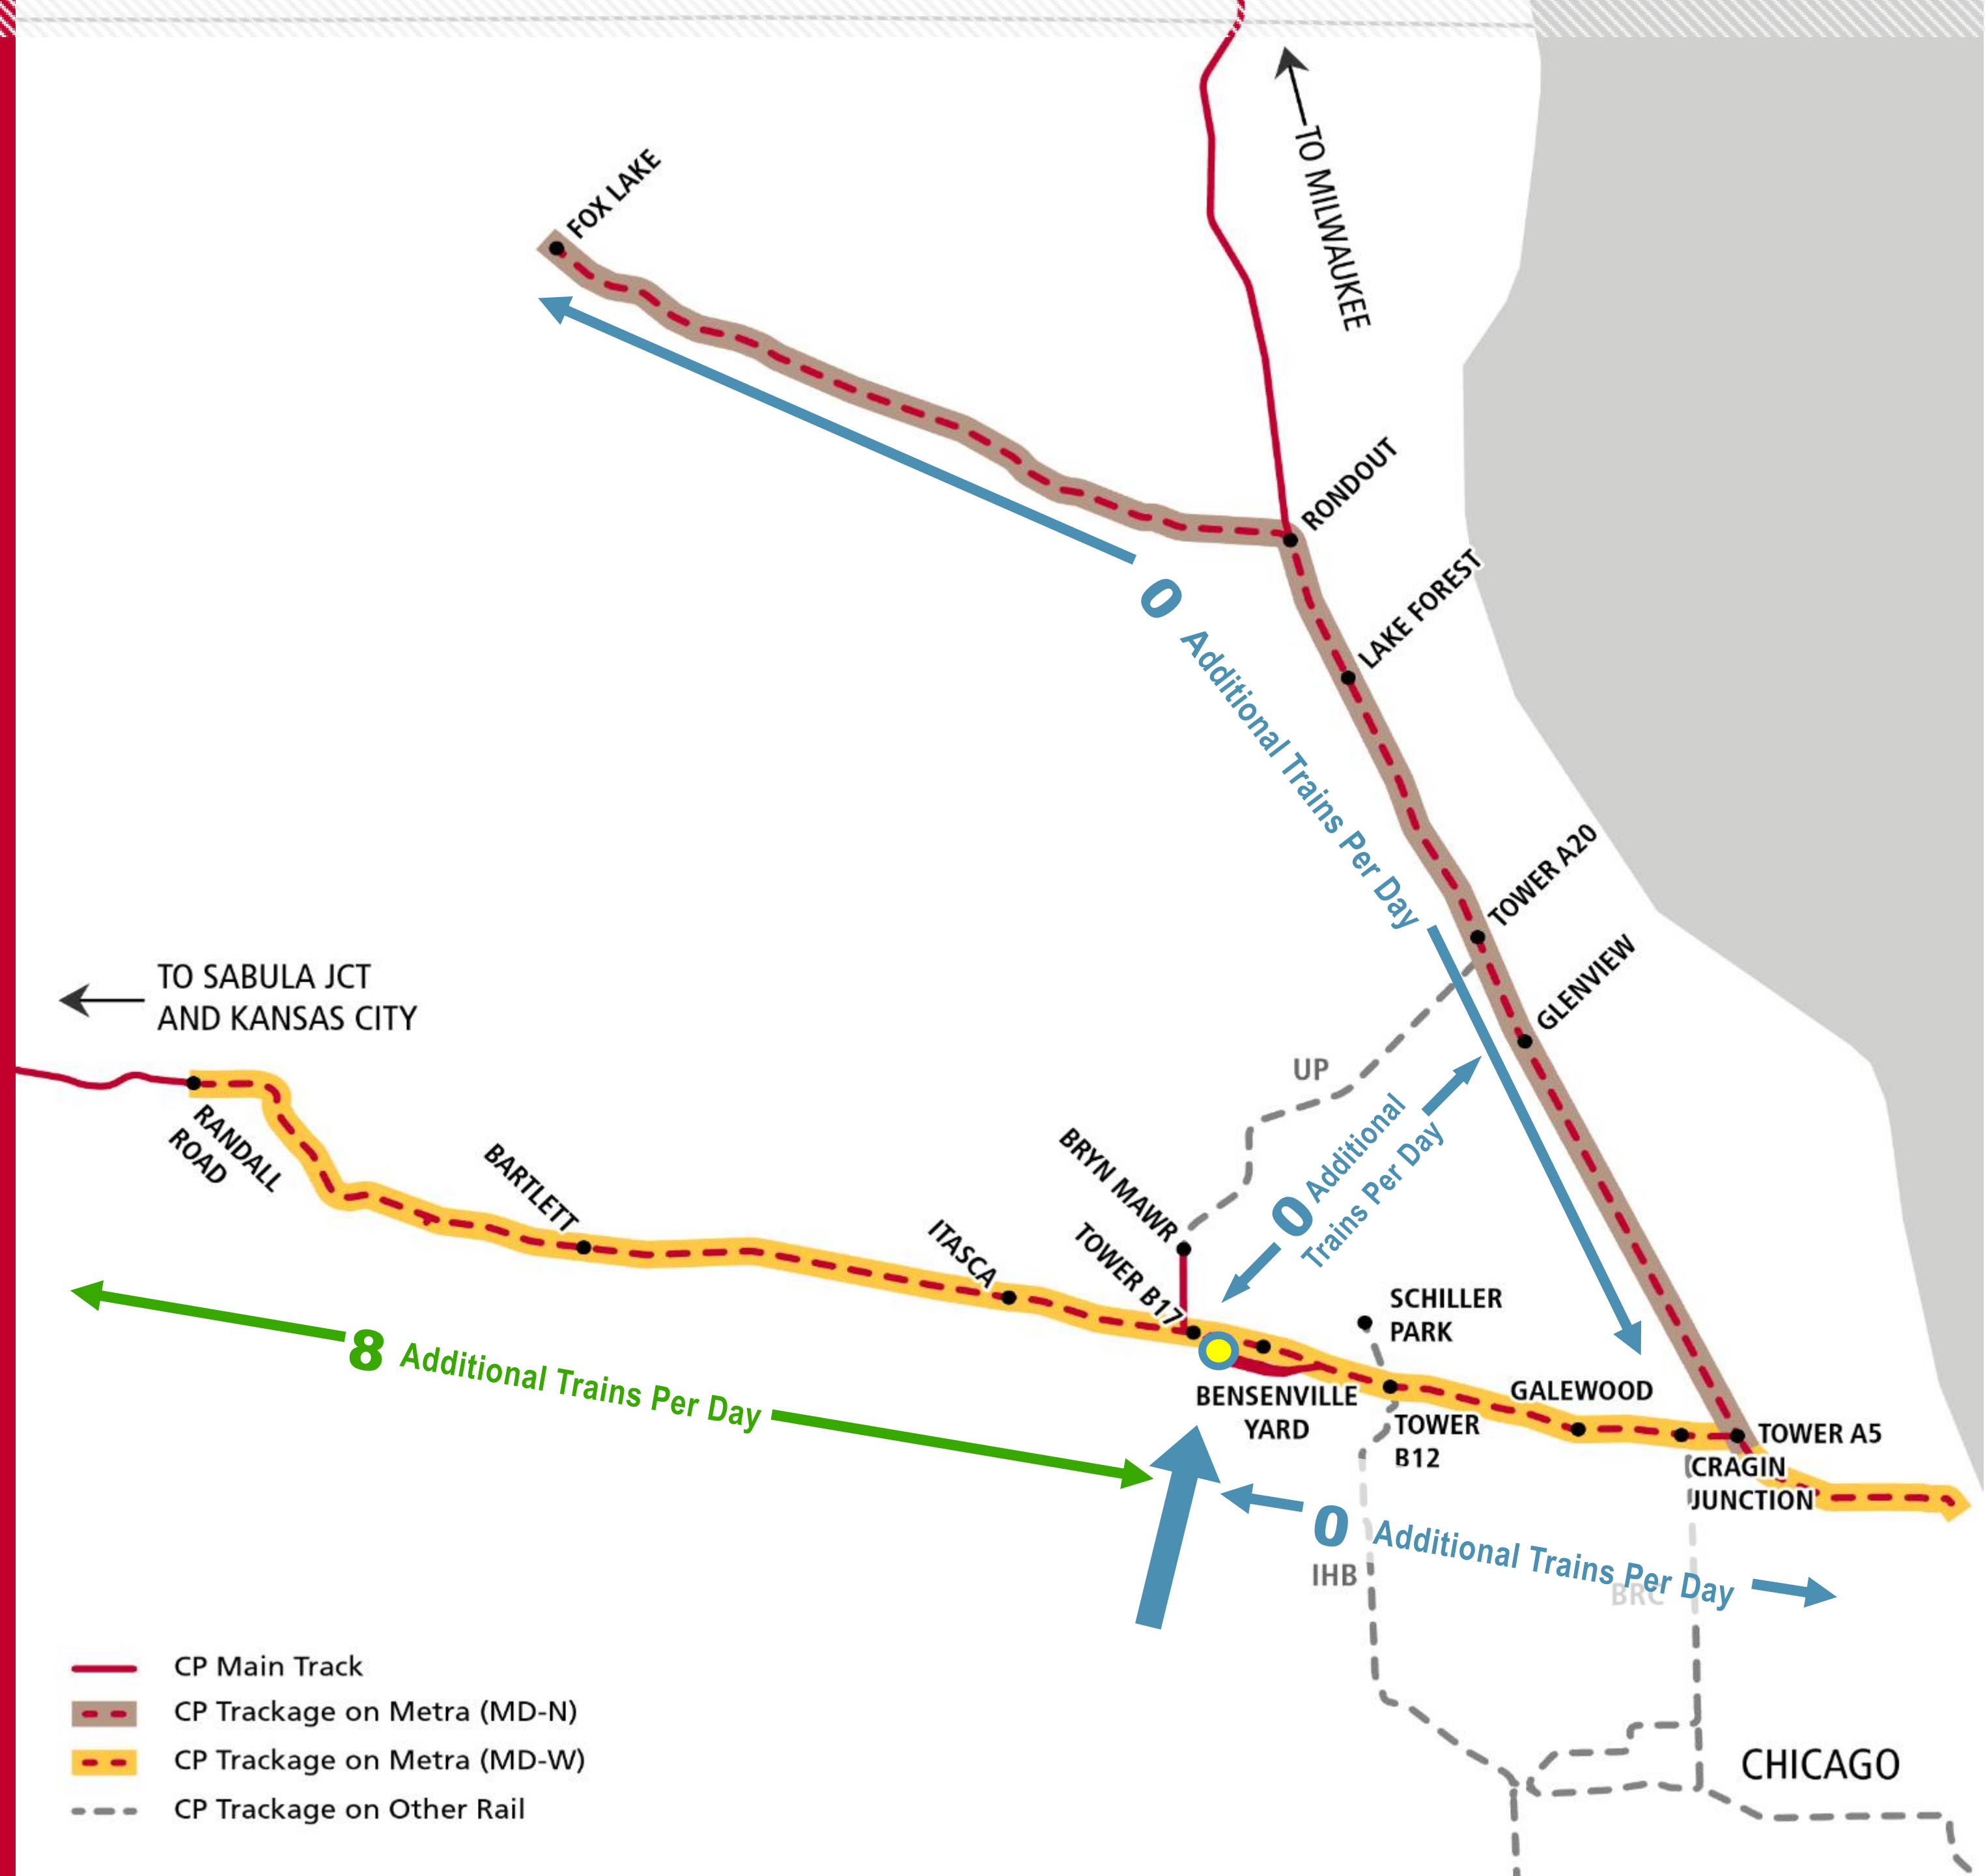 TO MILWAUKEE
FOX LAKE
RONDOUT
LAKE FOREST
0 Additional Trains Per Day
TOWER A20
GLENVIEW
TO SABULA JCT
AND KANSAS CITY
UP
RANDALL
ROAD
BARTLETT
ITASCA
BRYN MAWR
TOWER B17
0 Additional
Trains Per Day
SCHILLER
PARK
8 Additional Trains Per Day
BENSENVILLE
YARD
TOWER
B12
GALEWOOD
TOWER A5
CRAGIN
JUNCTION
0 Additional Trains Per Day
IHB
BRC
CP Main Track
CP Trackage on Metra (MD-N)
CP Trackage on Metra (MD-W)
CP Trackage on Other Rail
CHICAGO